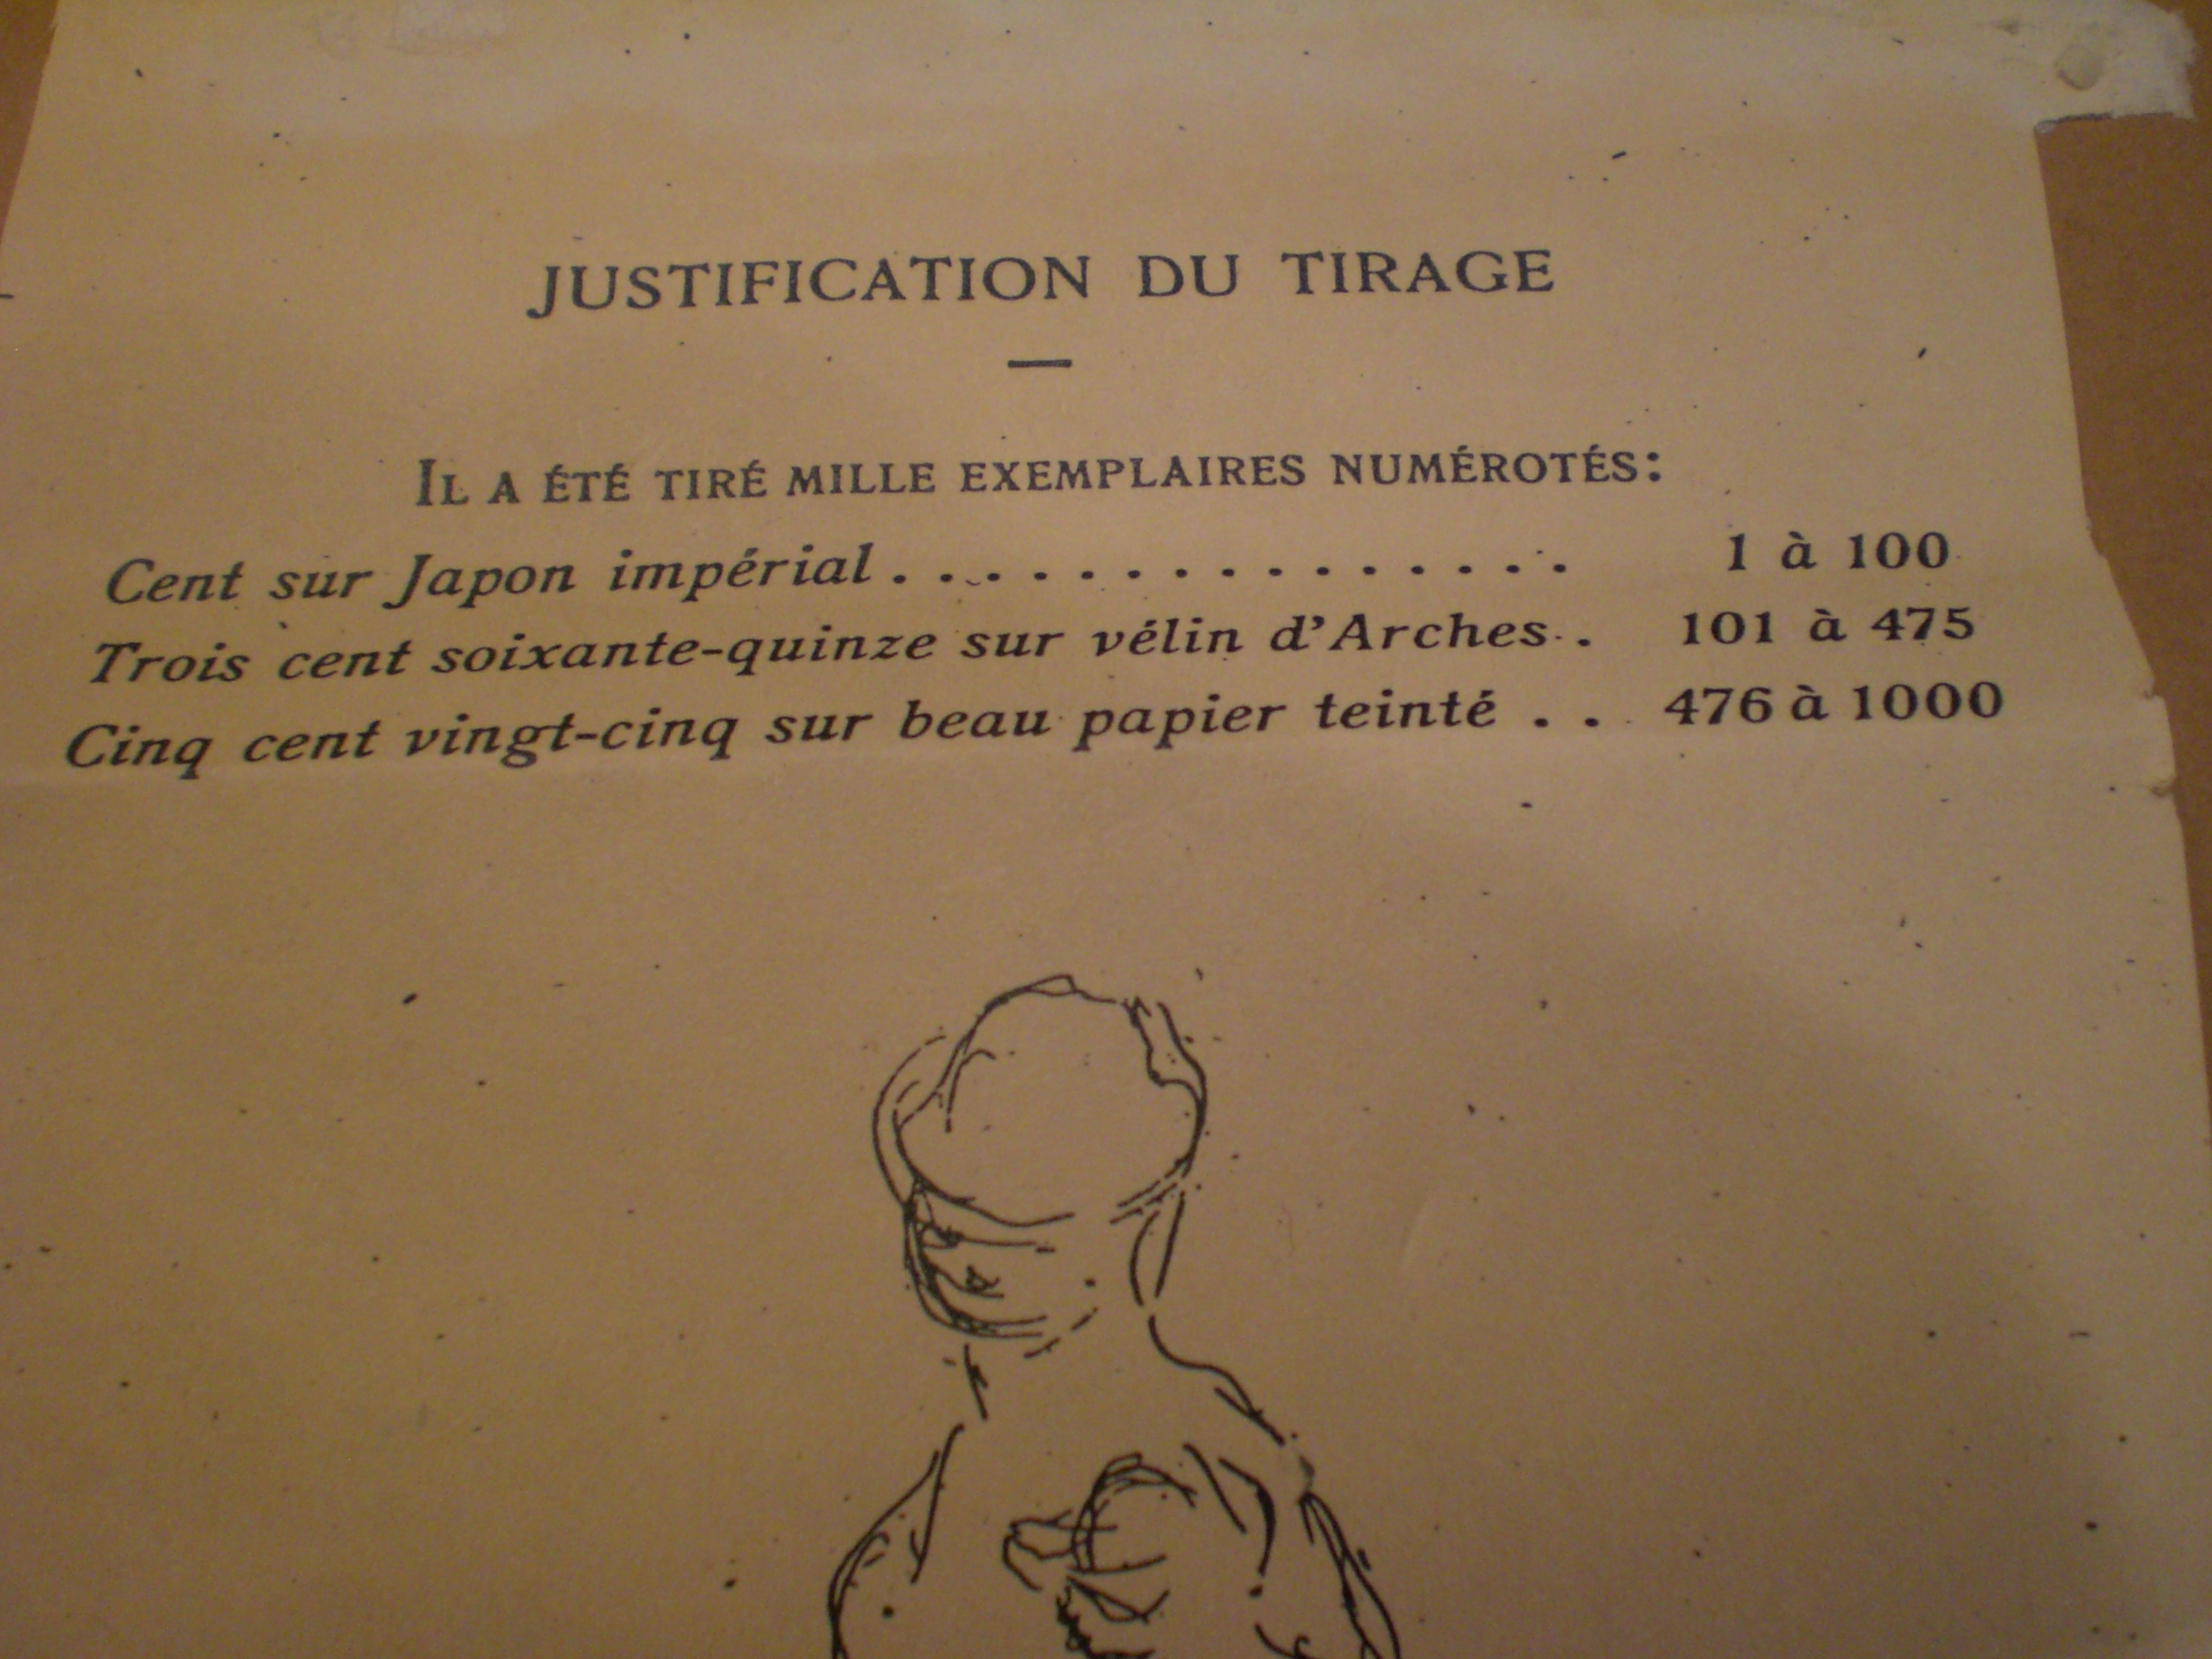 JUSTIFICATION DU TIRAGE
IL A ÉTÉ TIRÉ MILLE EXEMPLAIRES NUMÉROTÉS:
Cent sur Japon impérial . . . . . . . . . . . . . . . 1 à 100
Trois cent soixante-quinze sur vélin d'Arches . . 101 à 475
Cinq cent vingt-cinq sur beau papier teinté . . 476 à 1000